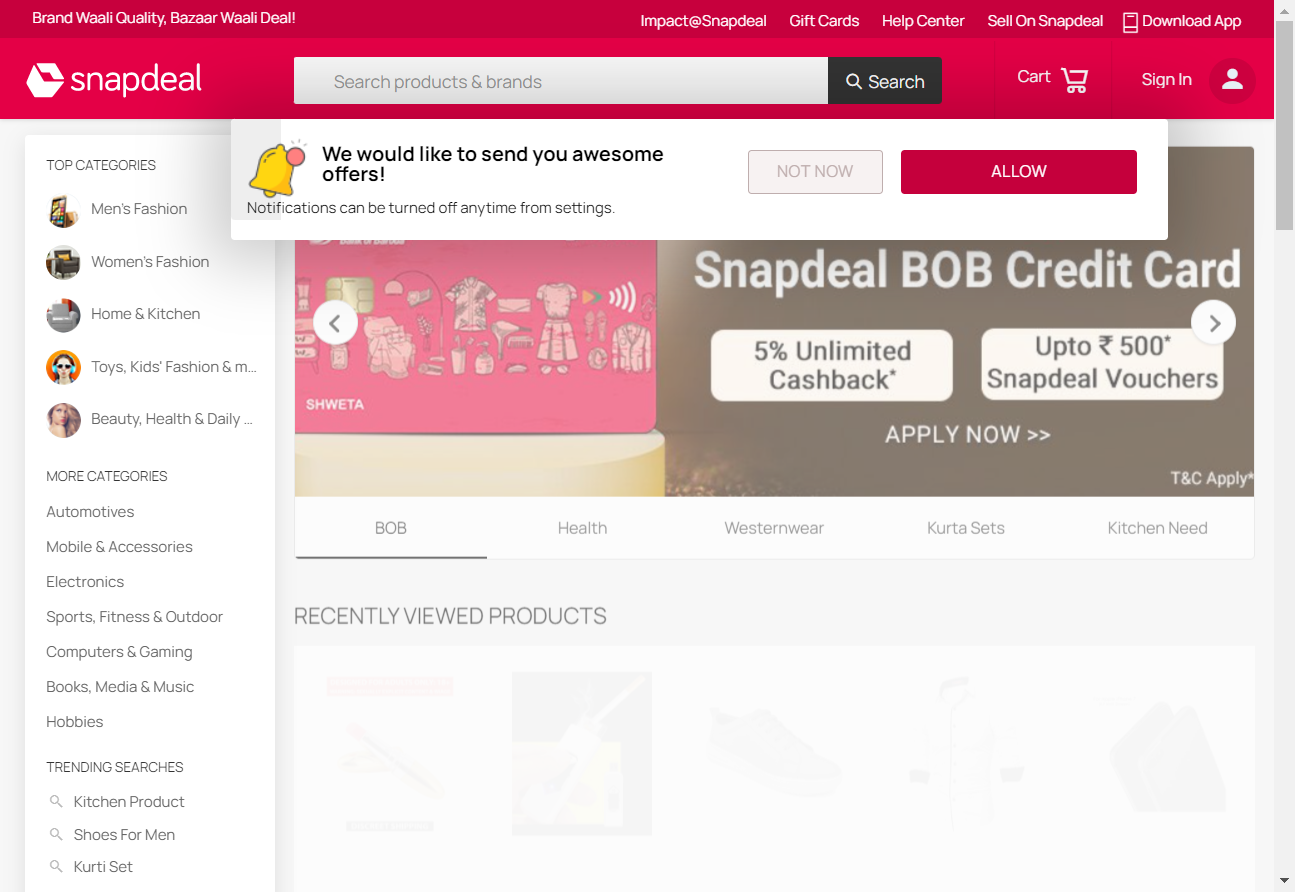 Brand Waali Quality, Bazaar Waali Deal!
Impact@Snapdeal
Gift Cards
Help Center
Sell On Snapdeal
Download App
snapdeal
Search products & brands
Search
Cart
Sign In
We would like to send you awesome
offers!
Notifications can be turned off anytime from settings.
NOT NOW
ALLOW
TOP CATEGORIES
Men's Fashion
Women's Fashion
Home & Kitchen
Toys, Kids' Fashion & m...
Beauty, Health & Daily ...
MORE CATEGORIES
Automotives
Mobile & Accessories
Electronics
Sports, Fitness & Outdoor
Computers & Gaming
Books, Media & Music
Hobbies
TRENDING SEARCHES
Kitchen Product
Shoes For Men
Kurti Set
SHWETA
Snapdeal BOB Credit Card
5% Unlimited
Cashback*
Upto ₹ 500*
Snapdeal Vouchers
APPLY NOW >>
T&C Apply*
BOB
Health
Westernwear
Kurta Sets
Kitchen Need
RECENTLY VIEWED PRODUCTS